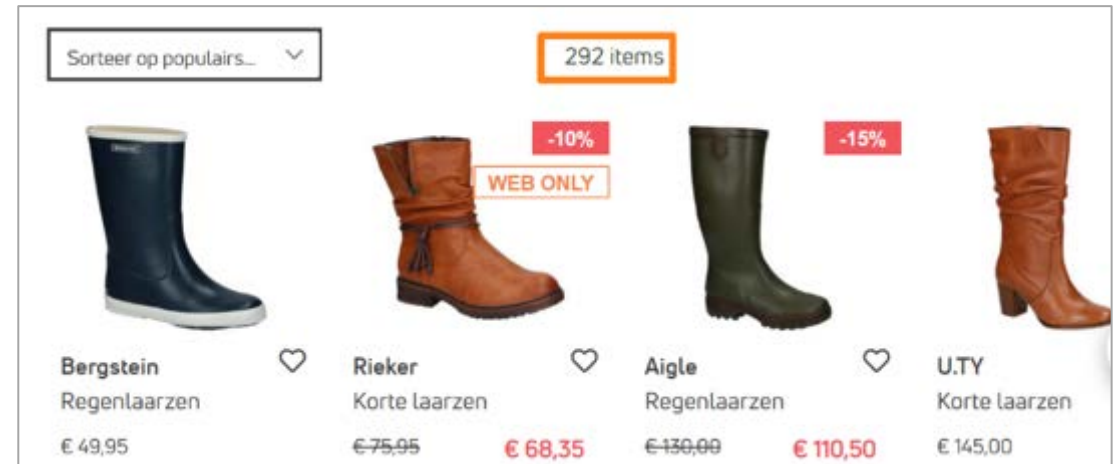 Sorteer op populairs...
292 items
-10%
-15%
WEB ONLY
Bergstein
Rieker
Aigle
U.TY
Regenlaarzen
Korte laarzen
Regenlaarzen
Korte laarzen
€ 49,95
€ 75,95
€ 68,35
€ 130,00
€ 110,50
€ 145,00